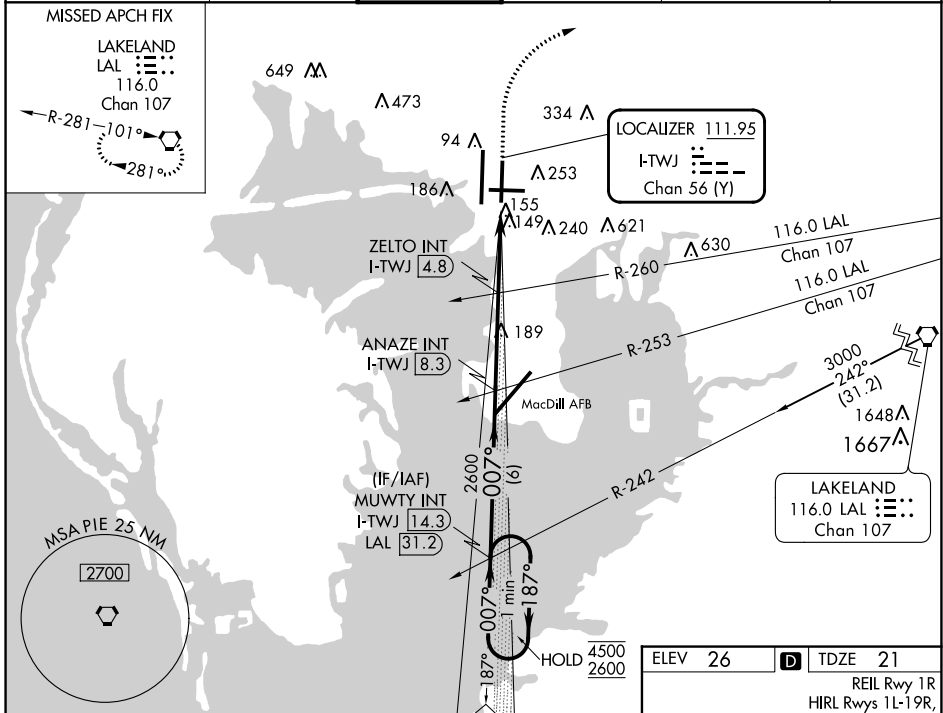 MISSED APCH FIX
LAKELAND
LAL
116.0
Chan 107
R-281
101°
281°
649
473
334
94
LOCALIZER 111.95
I-TWJ
Chan 56 (Y)
253
186
155
149
240
621
630
116.0 LAL
Chan 107
R-260
ZELTO INT
I-TWJ 4.8
116.0 LAL
Chan 107
189
R-253
ANAZE INT
I-TWJ 8.3
MacDill AFB
3000
242°
(31.2)
1648
1667
2600
007°
(6)
R-242
(IF/IAF)
MUWTY INT
I-TWJ 14.3
LAL 31.2
LAKELAND
116.0 LAL
Chan 107
MSA PIE 25 NM
2700
007°
1 min
187°
187°
HOLD 4500
2600
ELEV 26 D TDZE 21
REIL Rwy 1R
HIRL Rwys 1L-19R,